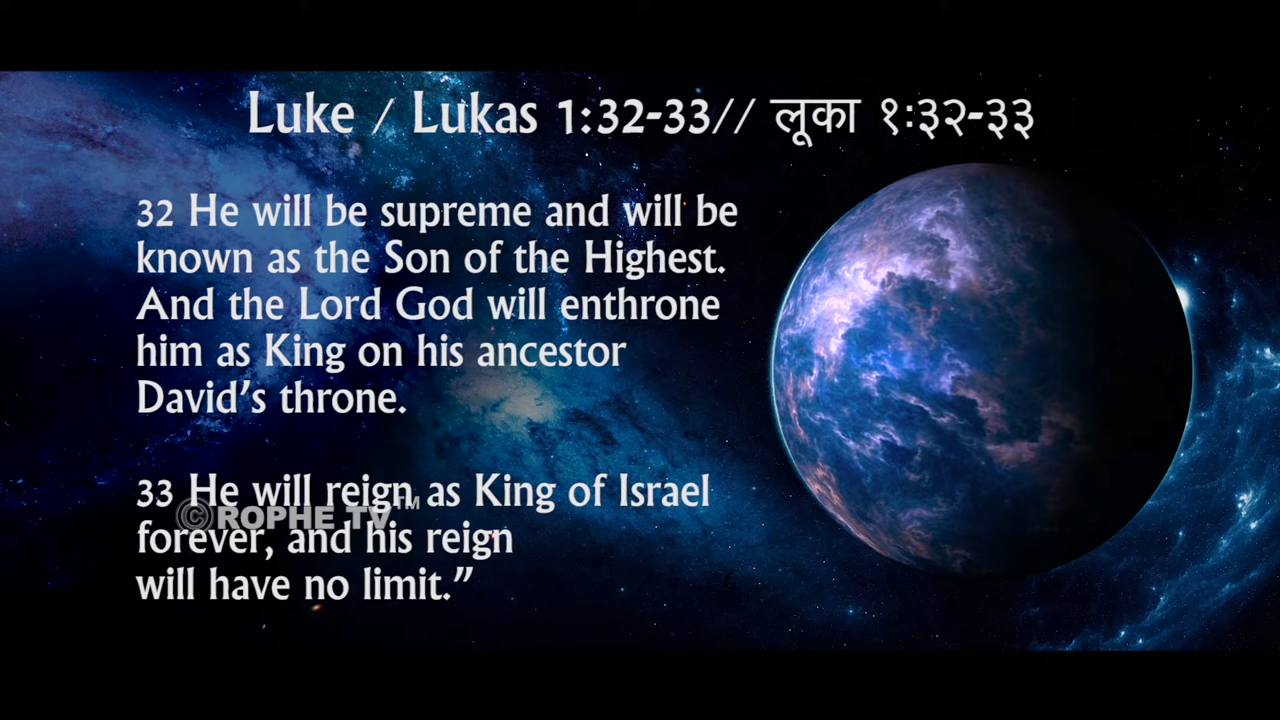 Luke / Lukas 1:32-33// लूका १:३२-३३
32 He will be supreme and will be
known as the Son of the Highest.
And the Lord God will enthrone
him as King on his ancestor
David’s throne.
33 He will reign as King of Israel
©ROPHE TV™
forever, and his reign
will have no limit.”